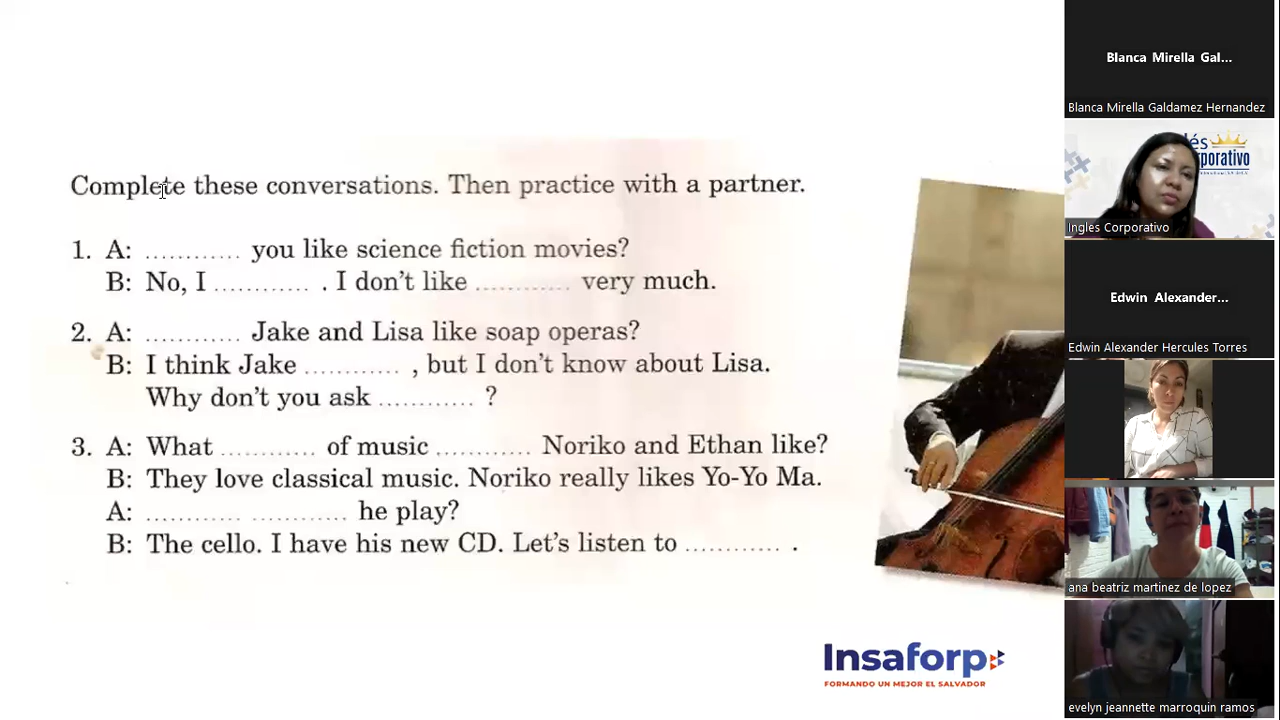 Complete these conversations. Then practice with a partner.
1. A: ............ you like science fiction movies?
B: No, I ............ . I don't like ............ very much.
2. A: ............ Jake and Lisa like soap operas?
B: I think Jake ............ , but I don't know about Lisa.
Why don't you ask ............ ?
3. A: What ............ of music ............ Noriko and Ethan like?
B: They love classical music. Noriko really likes Yo-Yo Ma.
A: ............ ............ he play?
B: The cello. I have his new CD. Let's listen to ............ .
Insaforp
FORMANDO UN MEJOR EL SALVADOR
Blanca Mirella Gal...
Blanca Mirella Galdamez Hernandez
Ingles Corporativo
Edwin Alexander...
Edwin Alexander Hercules Torres
ana beatriz martinez de lopez
evelyn jeannette marroquin ramos